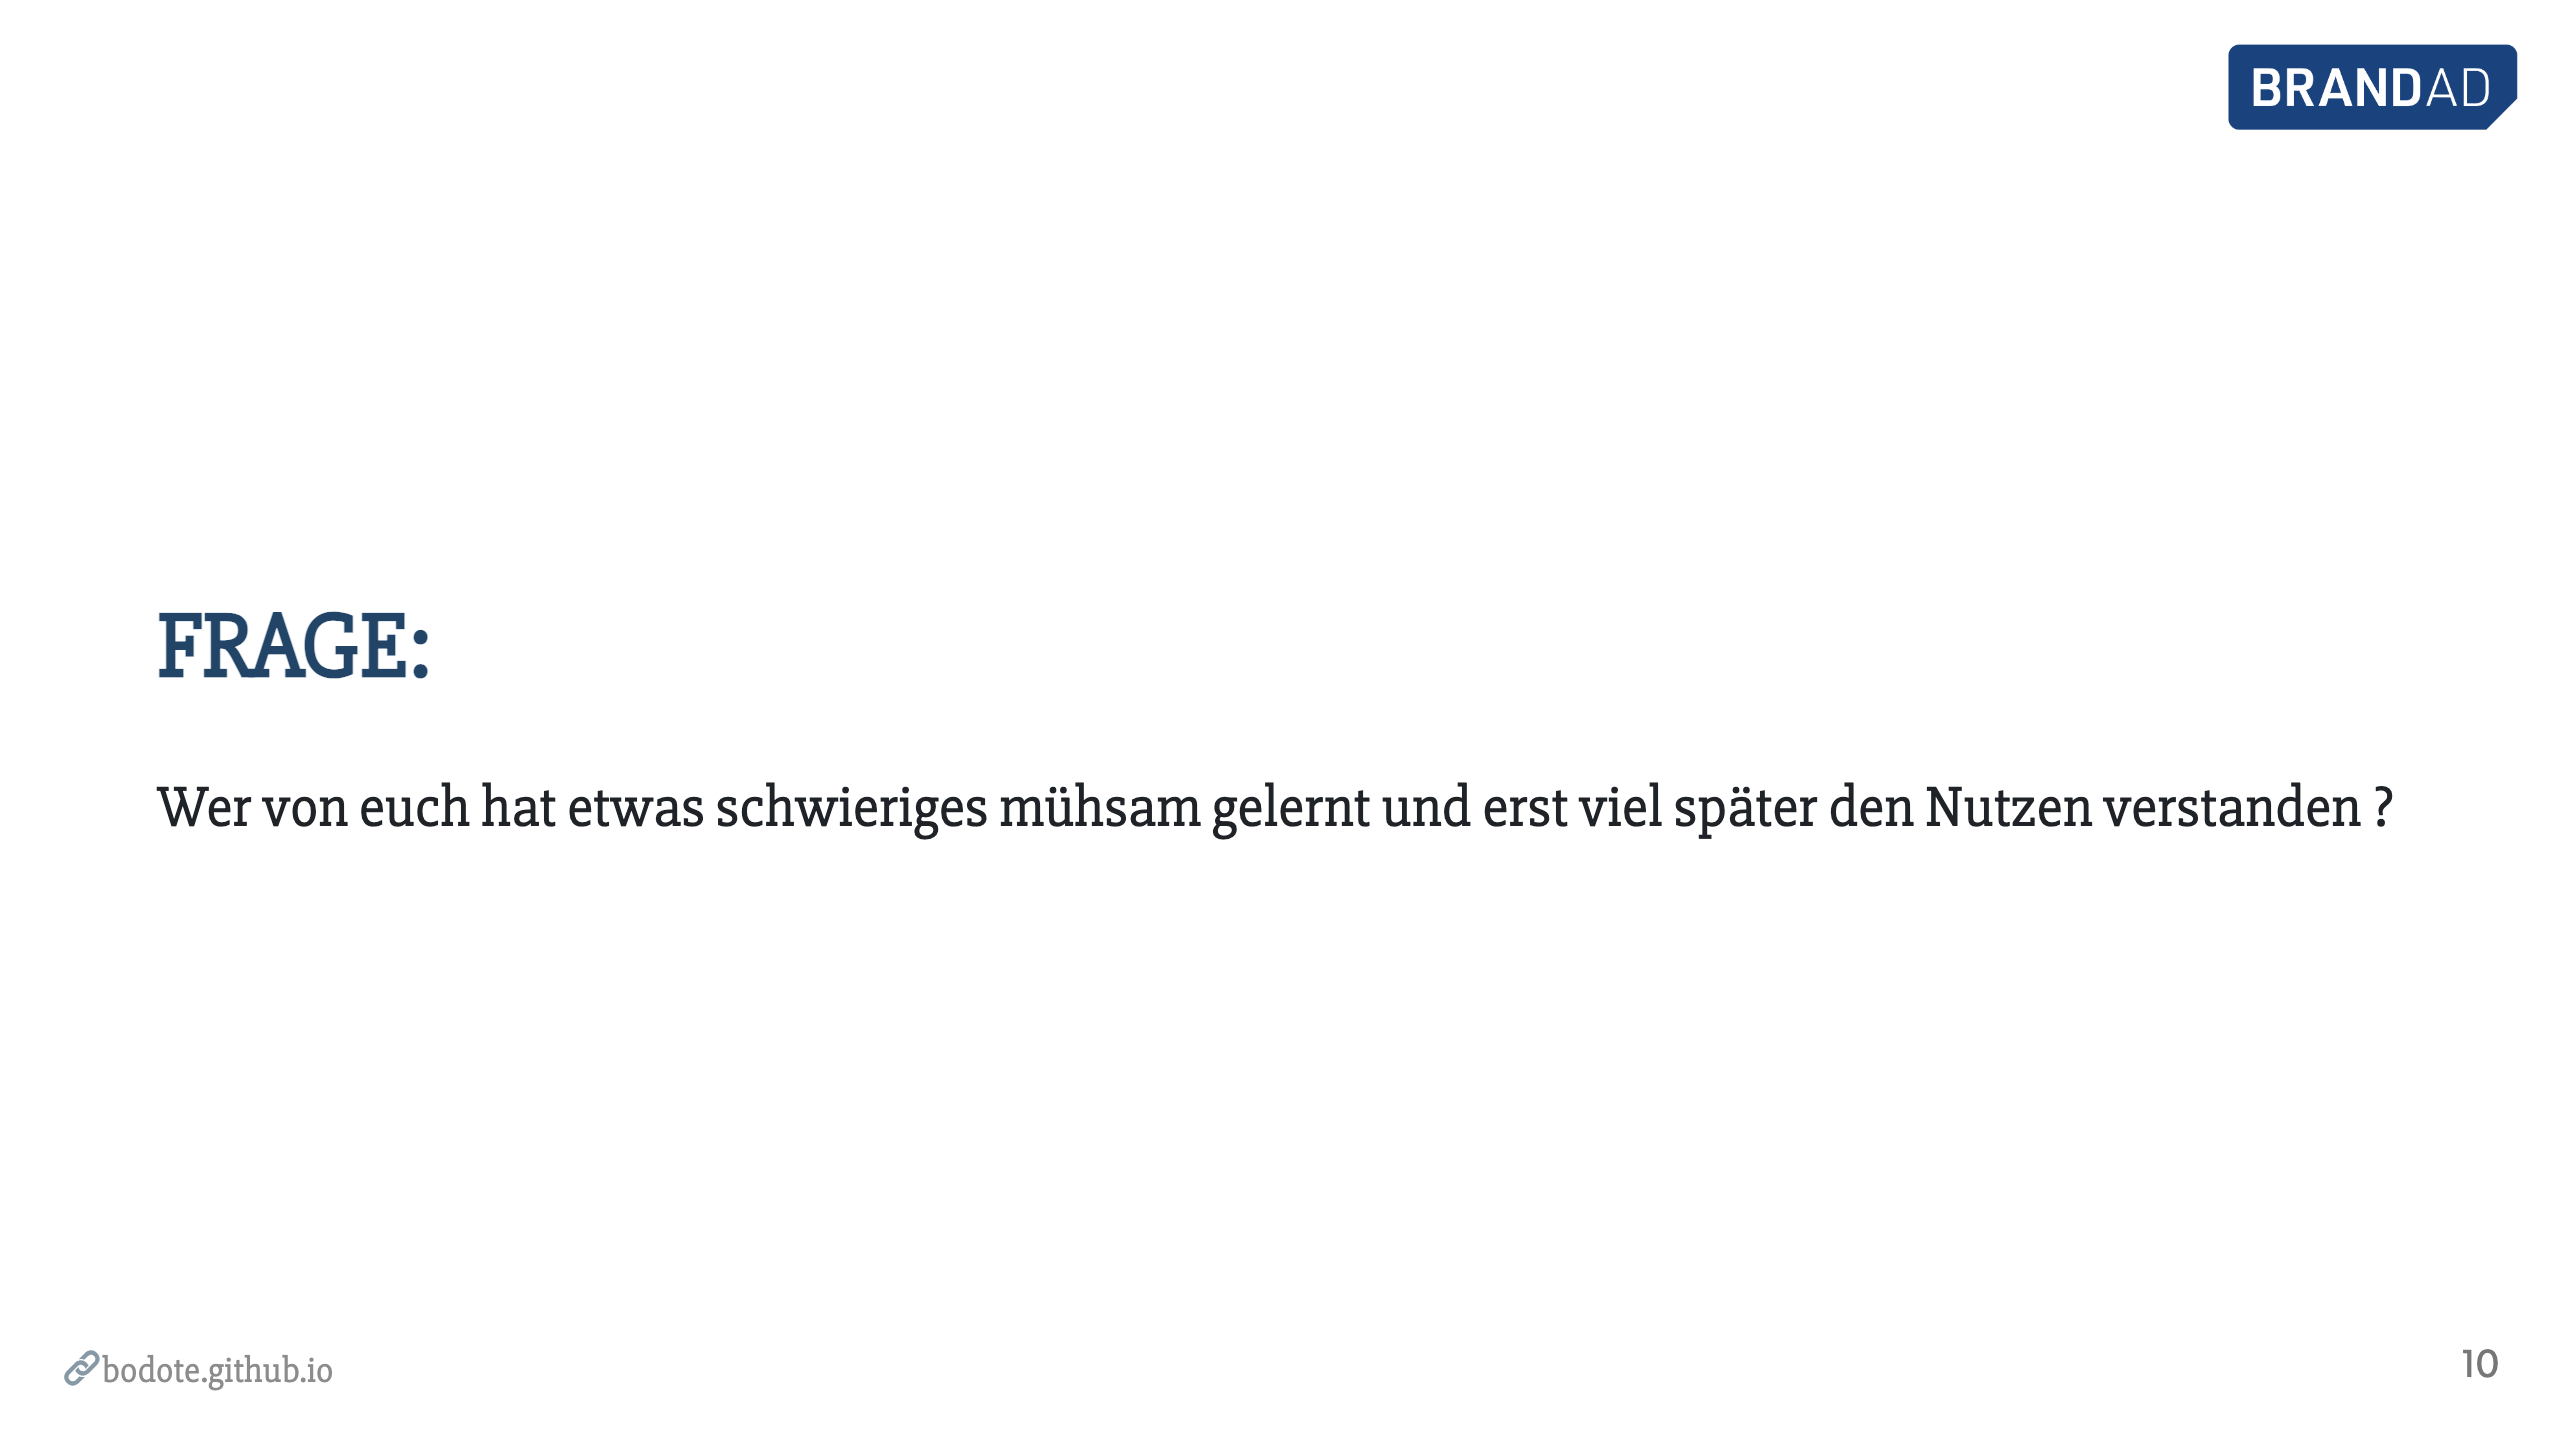 BRANDAD
FRAGE:
Wer von euch hat etwas schwieriges mühsam gelernt und erst viel später den Nutzen verstanden ?
bodote.github.io
10